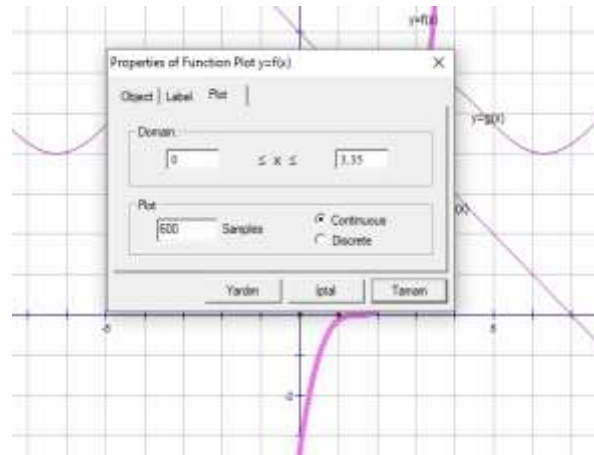 y=f(x)
Properties of Function Plot y=f(x)
Object Label Plot
Domain
0 ≤ x ≤ 3,35
y=g(x)
Plot
600 Samples
Continuous
Discrete
(x)
Yardım İptal Tamam
-5 5
-2